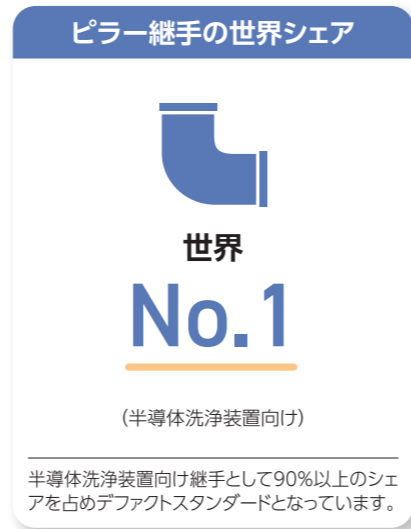 ピラー継手の世界シェア
世界
No.1
(半導体洗浄装置向け)
半導体洗浄装置向け継手として90%以上のシェ
アを占めデファクトスタンダードとなっています。